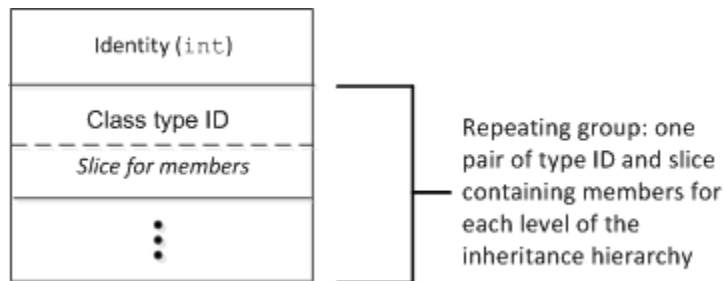 Identity (int)
Class type ID
Slice for members
Repeating group: one
pair of type ID and slice
containing members for
each level of the
inheritance hierarchy